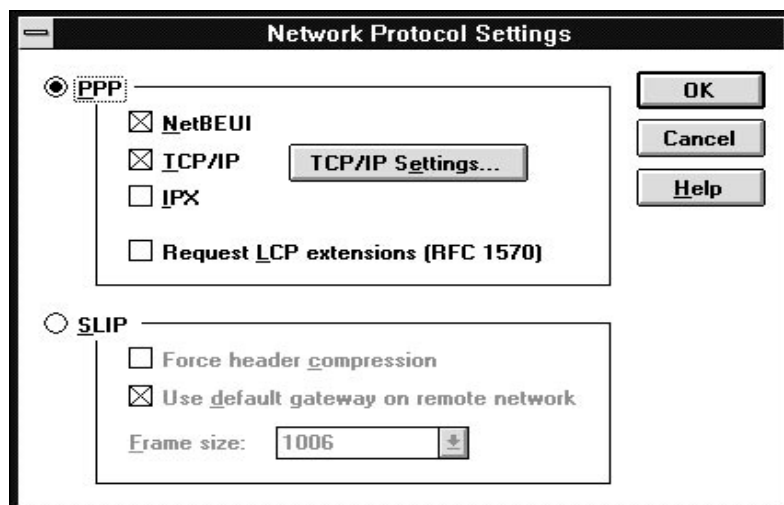 Network Protocol Settings
PPP
OK
NetBEUI
Cancel
TCP/IP
TCP/IP Settings...
IPX
Help
Request LCP extensions (RFC 1570)
SLIP
Force header compression
Use default gateway on remote network
Frame size:
1006